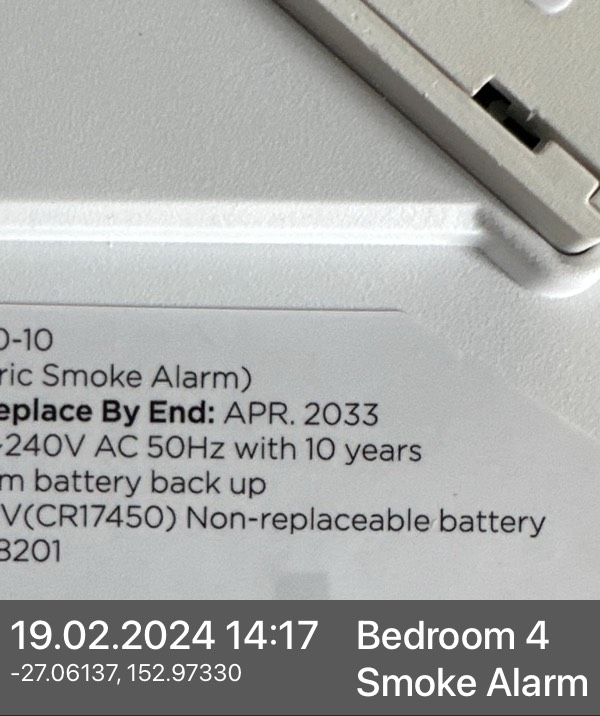 0-10
ric Smoke Alarm)
eplace By End: APR. 2033
-240V AC 50Hz with 10 years
m battery back up
V(CR17450) Non-replaceable battery
8201
19.02.2024 14:17
-27.06137, 152.97330
Bedroom 4
Smoke Alarm